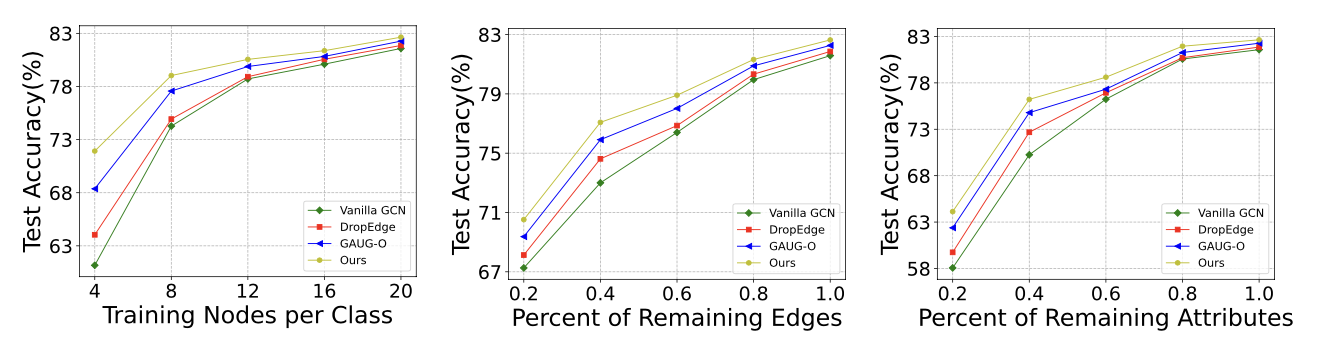 83
78
73
68
63
Test Accuracy(%)
4 8 12 16 20
Training Nodes per Class
Vanilla GCN
DropEdge
GAUG-O
Ours
83
79
75
71
67
Test Accuracy(%)
0.2 0.4 0.6 0.8 1.0
Percent of Remaining Edges
Vanilla GCN
DropEdge
GAUG-O
Ours
83
78
73
68
63
58
Test Accuracy(%)
0.2 0.4 0.6 0.8 1.0
Percent of Remaining Attributes
Vanilla GCN
DropEdge
GAUG-O
Ours